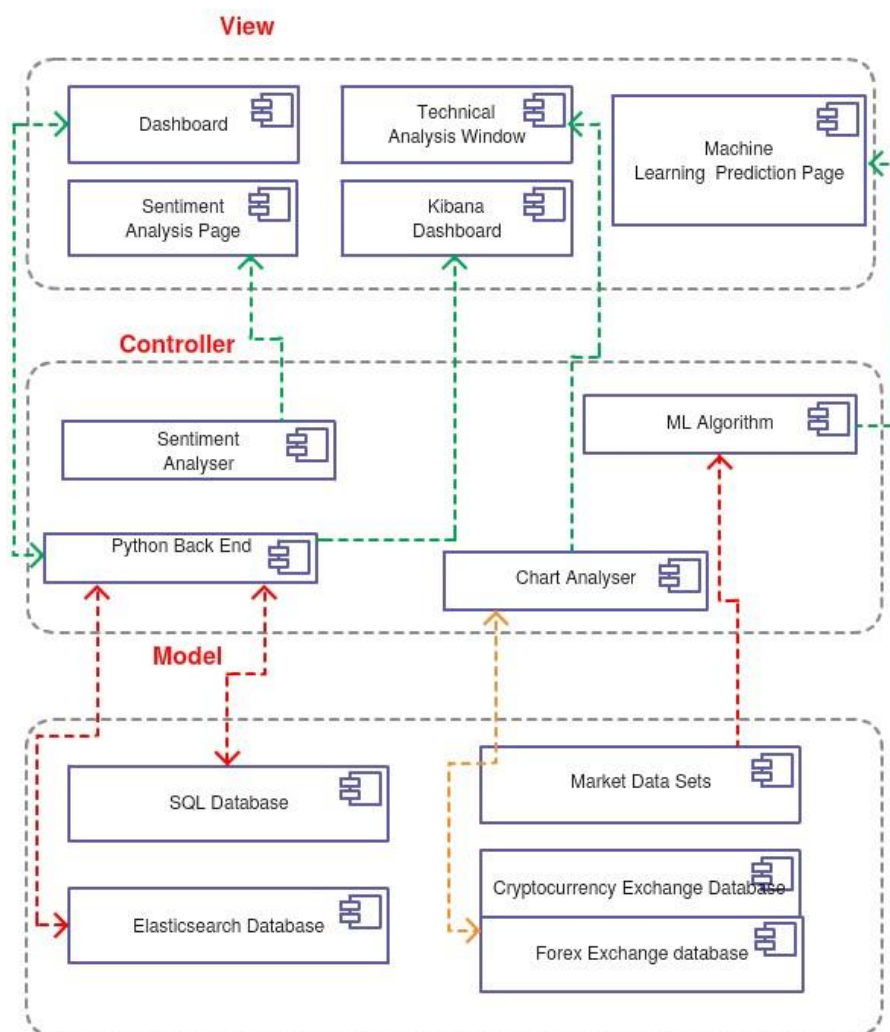 View
Dashboard
Technical
Analysis Window
Machine
Learning Prediction Page
Sentiment
Analysis Page
Kibana
Dashboard
Controller
Sentiment
Analyser
ML Algorithm
Python Back End
Chart Analyser
Model
SQL Database
Market Data Sets
Elasticsearch Database
Cryptocurrency Exchange Database
Forex Exchange database